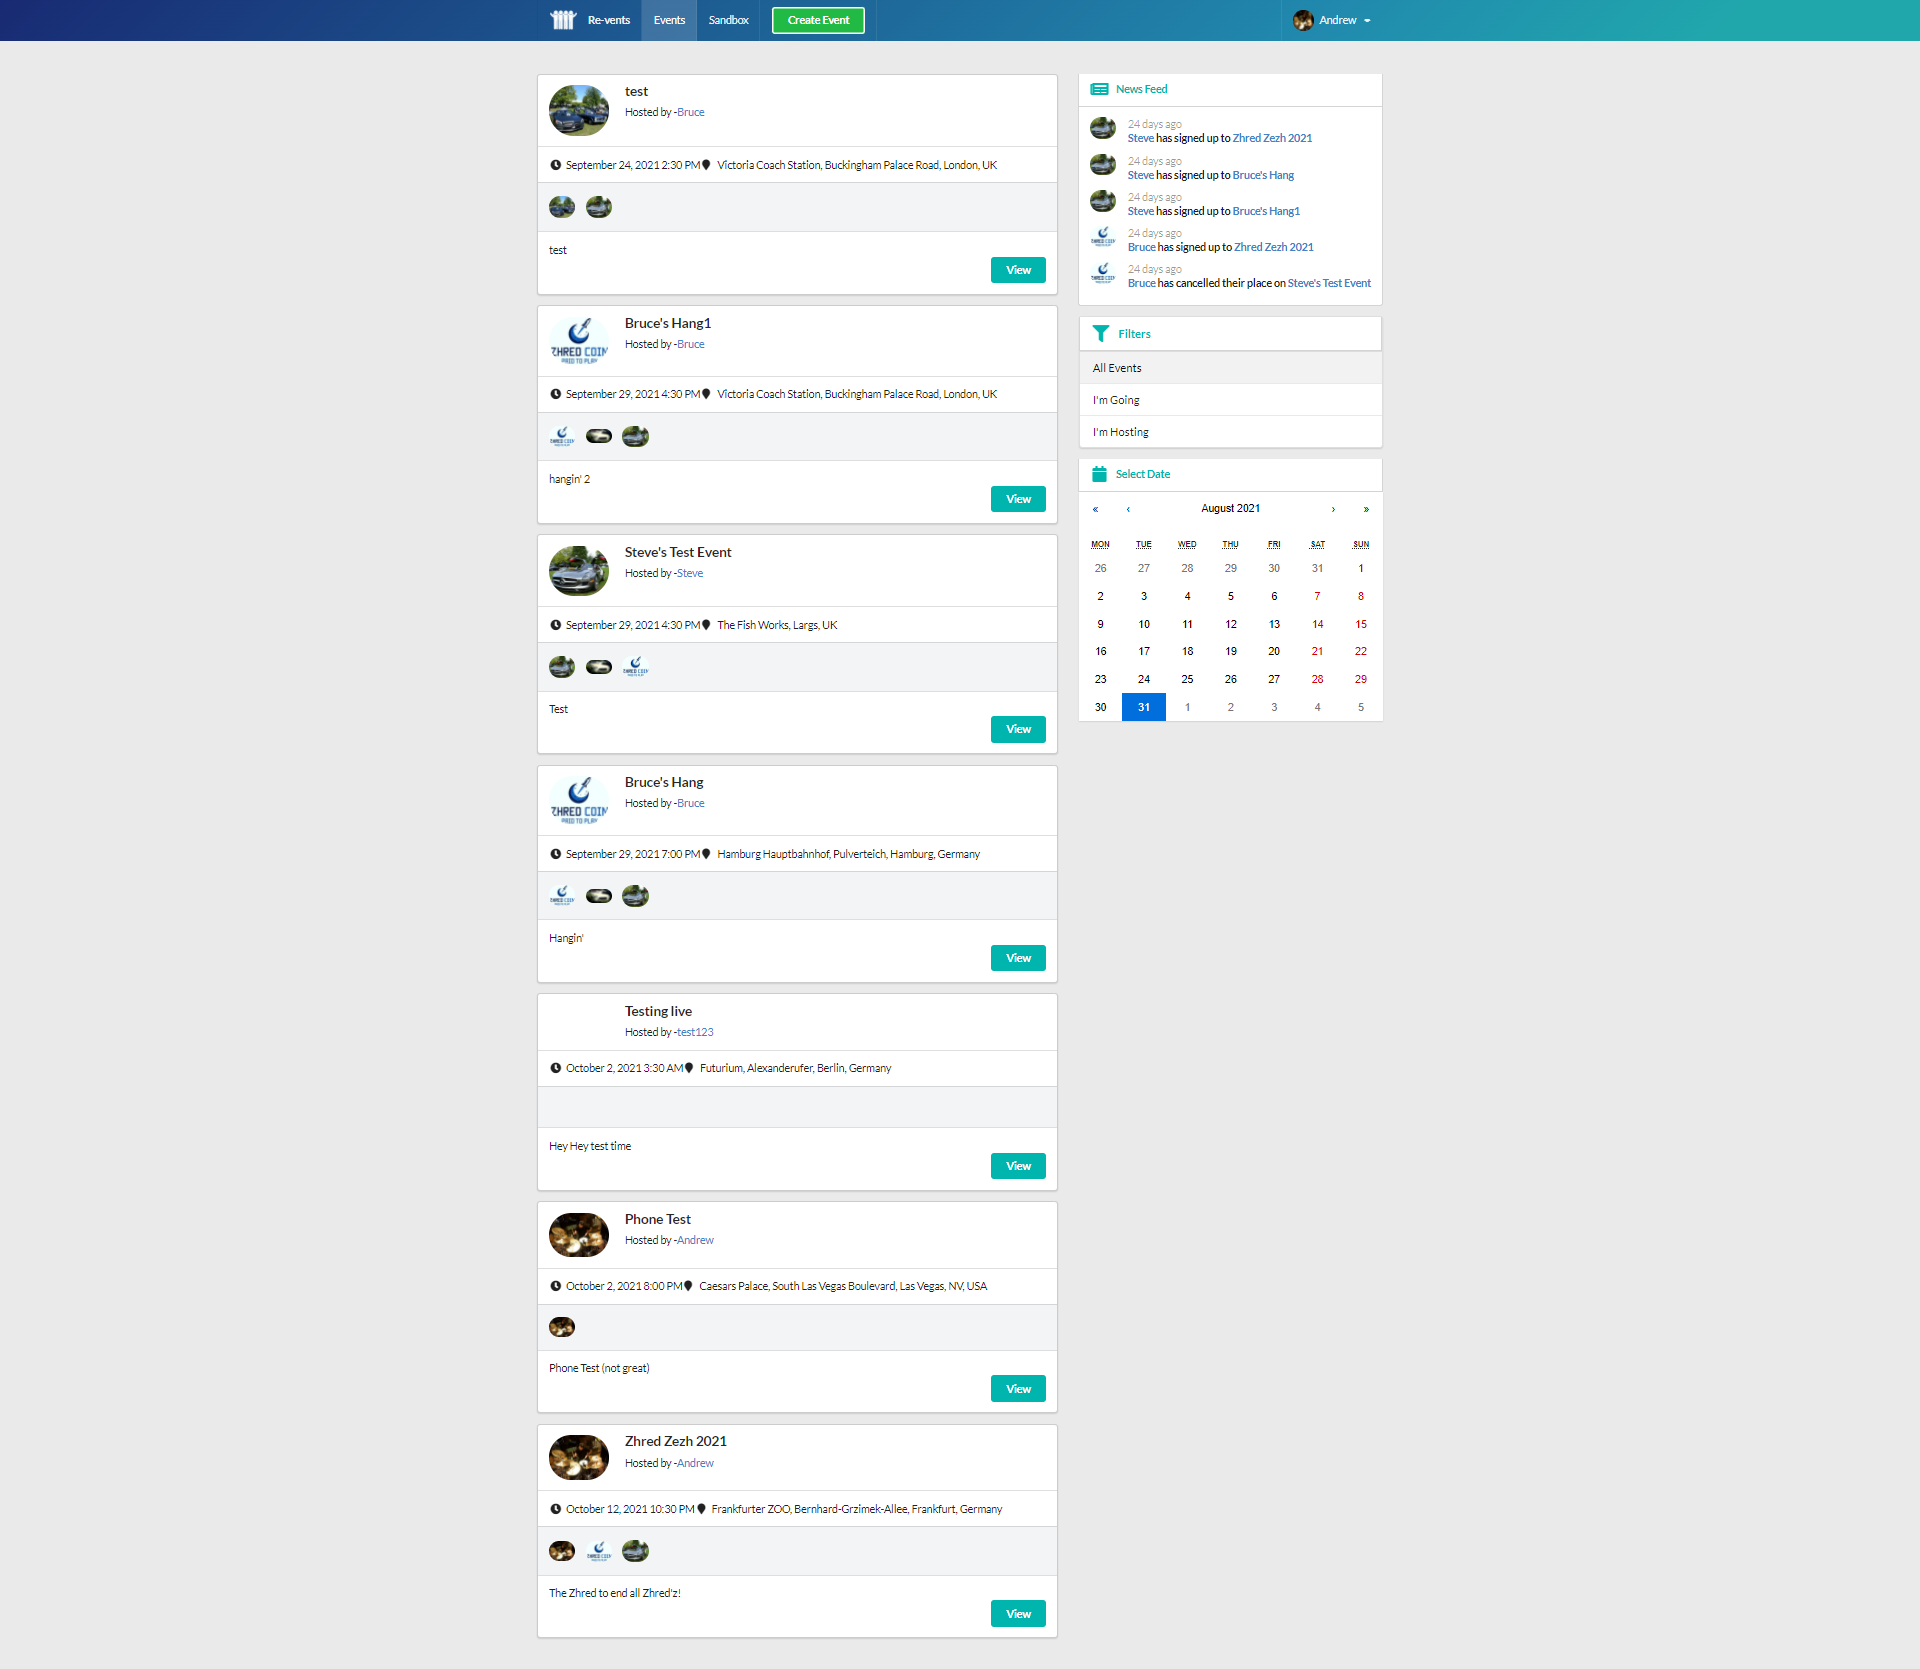 Re-vents
Events
Sandbox
Create Event
Andrew
test
Hosted by -Bruce
September 24, 2021 2:30 PM Victoria Coach Station, Buckingham Palace Road, London, UK
test
View
ZHRED COIN
Bruce's Hang1
Hosted by -Bruce
September 29, 2021 4:30 PM Victoria Coach Station, Buckingham Palace Road, London, UK
hangin' 2
View
Steve's Test Event
Hosted by -Steve
September 29, 2021 4:30 PM The Fish Works, Largs, UK
Test
View
ZHRED COIN
Bruce's Hang
Hosted by -Bruce
September 29, 2021 7:00 PM Hamburg Hauptbahnhof, Pulverteich, Hamburg, Germany
Hangin'
View
Testing live
Hosted by -test123
October 2, 2021 3:30 AM Futurium, Alexanderufer, Berlin, Germany
Hey Hey test time
View
Phone Test
Hosted by -Andrew
October 2, 2021 8:00 PM Caesars Palace, South Las Vegas Boulevard, Las Vegas, NV, USA
Phone Test (not great)
View
Zhred Zezh 2021
Hosted by -Andrew
October 12, 2021 10:30 PM Frankfurter ZOO, Bernhard-Grzimek-Allee, Frankfurt, Germany
The Zhred to end all Zhred'z!
View
News Feed
24 days ago
Steve has signed up to Zhred Zezh 2021
24 days ago
Steve has signed up to Bruce's Hang
24 days ago
Steve has signed up to Bruce's Hang1
24 days ago
Bruce has signed up to Zhred Zezh 2021
24 days ago
Bruce has cancelled their place on Steve's Test Event
Filters
All Events
I'm Going
I'm Hosting
Select Date
« ‹ August 2021 › »
MON TUE WED THU FRI SAT SUN
26 27 28 29 30 31 1
2 3 4 5 6 7 8
9 10 11 12 13 14 15
16 17 18 19 20 21 22
23 24 25 26 27 28 29
30 31 1 2 3 4 5